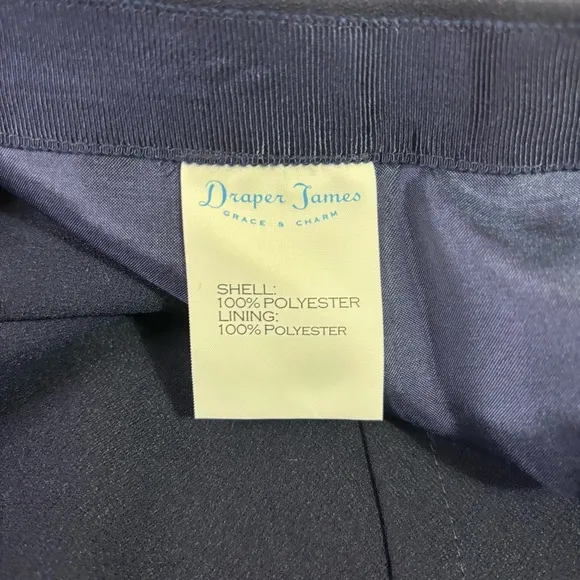 Draper James
GRACE & CHARM
SHELL:
100% POLYESTER
LINING:
100% POLYESTER